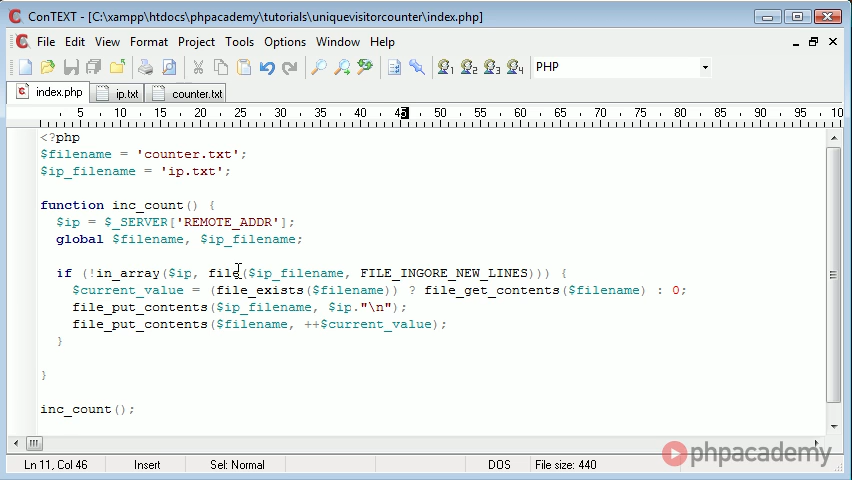 ConTEXT - [C:\xampp\htdocs\phpacademy\tutorials\uniquevisitorcounter\index.php]
File Edit View Format Project Tools Options Window Help
1 2 3 4 PHP
index.php ip.txt counter.txt
5 10 15 20 25 30 35 40 45 50 55 60 65 70 75 80 85 90 95 10
<?php
$filename = 'counter.txt';
$ip_filename = 'ip.txt';
function inc_count() {
$ip = $_SERVER['REMOTE_ADDR'];
global $filename, $ip_filename;
if (!in_array($ip, file($ip_filename, FILE_INGORE_NEW_LINES))) {
$current_value = (file_exists($filename)) ? file_get_contents($filename) : 0;
file_put_contents($ip_filename, $ip."\n");
file_put_contents($filename, ++$current_value);
}
}
inc_count();
phpacademy
Ln 11, Col 46 Insert Sel: Normal DOS File size: 440